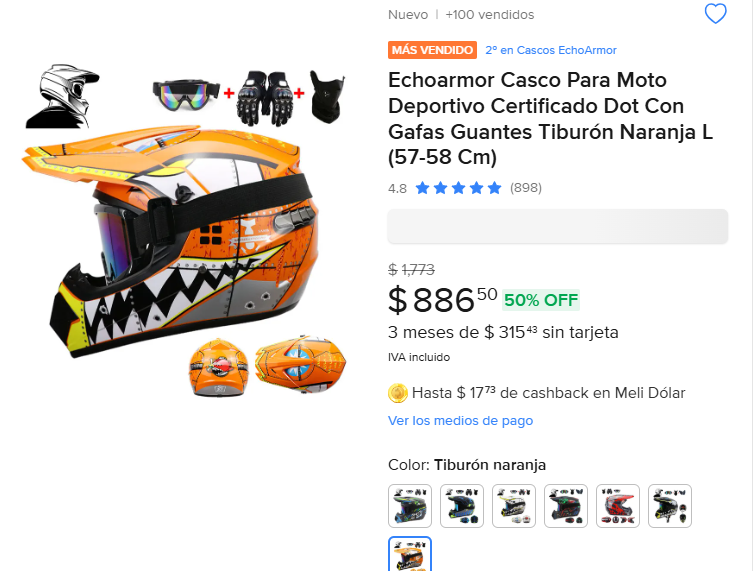 Nuevo | +100 vendidos
MÁS VENDIDO 2º en Cascos EchoArmor
Echoarmor Casco Para Moto
Deportivo Certificado Dot Con
Gafas Guantes Tiburón Naranja L
(57-58 Cm)
4.8 (898)
$ 1,773
$ 886 50 50% OFF
3 meses de $ 315 43 sin tarjeta
IVA incluido
Hasta $ 17 73 de cashback en Meli Dólar
Ver los medios de pago
Color: Tiburón naranja